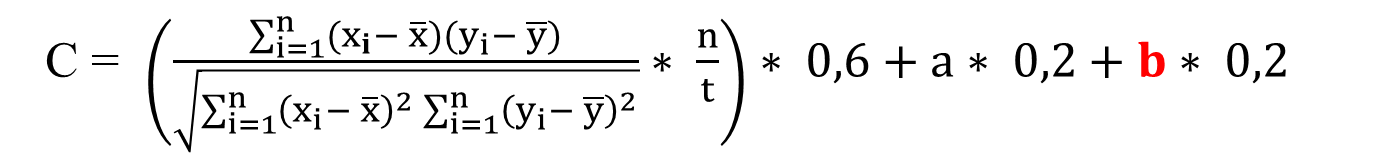 C = ( ∑ⁿᵢ₌₁(xᵢ− x̅)(yᵢ− y̅) / √∑ⁿᵢ₌₁(xᵢ− x̅)² ∑ⁿᵢ₌₁(yᵢ− y̅)² ∗ n/t ) ∗ 0,6 + a ∗ 0,2 + b ∗ 0,2